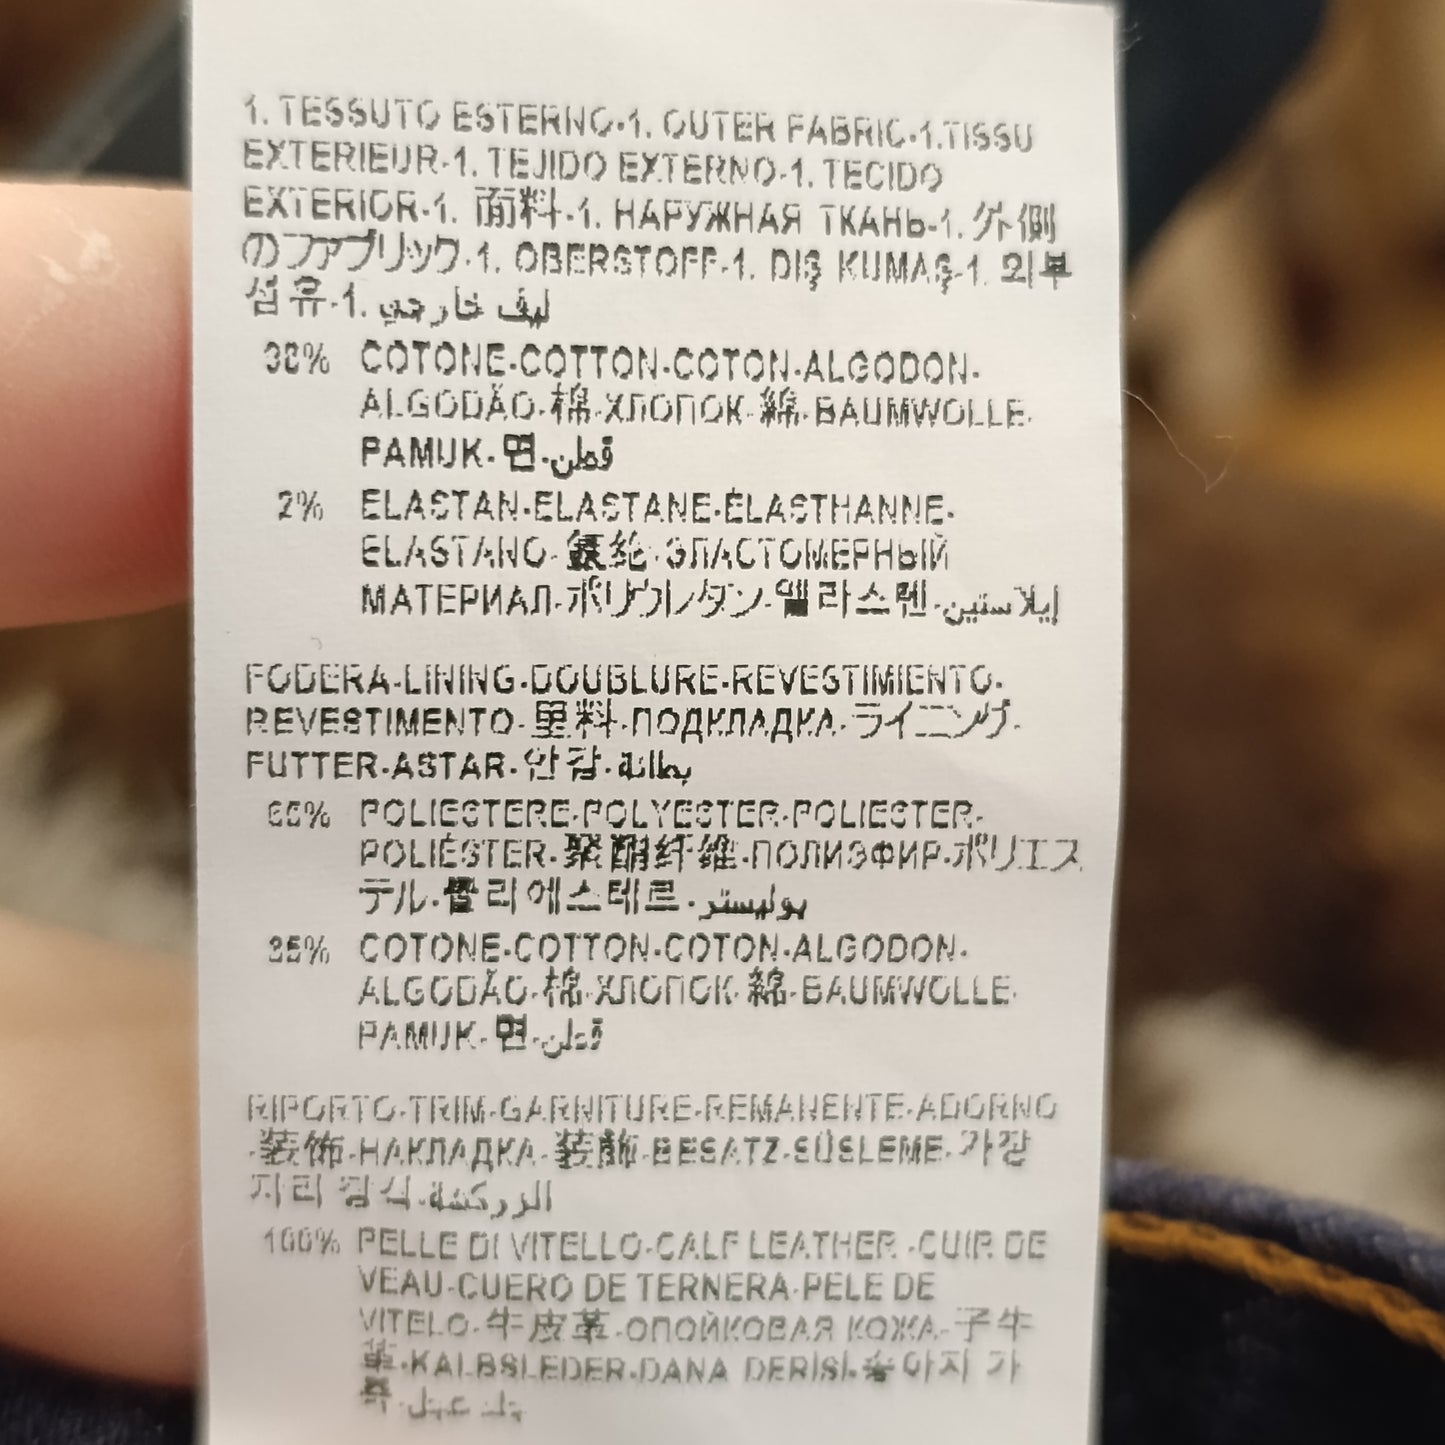 1. TESSUTO ESTERNO-1. OUTER FABRIC-1.TISSU
EXTERIEUR-1. TEJIDO EXTERNO-1. TECIDO
EXTERIOR-1. 面料-1. НАРУЖНАЯ ТКАНЬ-1. 外側
のファブリック-1. OBERSTOFF-1. DIŞ KUMAŞ-1. 외부
섬유-1. ليف خارجي
98% COTONE-COTTON-COTON-ALGODON-
ALGODÃO-棉-ХЛОПОК-綿-BAUMWOLLE-
PAMUK-면-قطن
2% ELASTAN-ELASTANE-ÉLASTHANNE-
ELASTANO-氨纶-ЭЛАСТОМЕРНЫЙ
МАТЕРИАЛ-ポリウレタン-엘라스텐-إيلاستين
FODERA-LINING-DOUBLURE-REVESTIMIENTO-
REVESTIMENTO-里料-ПОДКЛАДКА-ライニング-
FUTTER-ASTAR-안감-بطانة
65% POLIESTERE-POLYESTER-POLIESTER-
POLIÉSTER-聚酯纤维-ПОЛИЭФИР-ポリエス
テル-폴리에스테르-بوليستر
35% COTONE-COTTON-COTON-ALGODON-
ALGODÃO-棉-ХЛОПОК-綿-BAUMWOLLE-
PAMUK-면-قطن
RIPORTO-TRIM-GARNITURE-REMANENTE-ADORNO
-装饰-НАКЛАДКА-装飾-BESATZ-SÜSLEME-가장
자리 장식-الزركشة
100% PELLE DI VITELLO-CALF LEATHER -CUIR DE
VEAU-CUERO DE TERNERA-PELE DE
VITELO-牛皮革-ОПОЙКОВАЯ КОЖА-子牛
革-KALBSLEDER-DANA DERİSİ-송아지 가
죽-جلد عجل